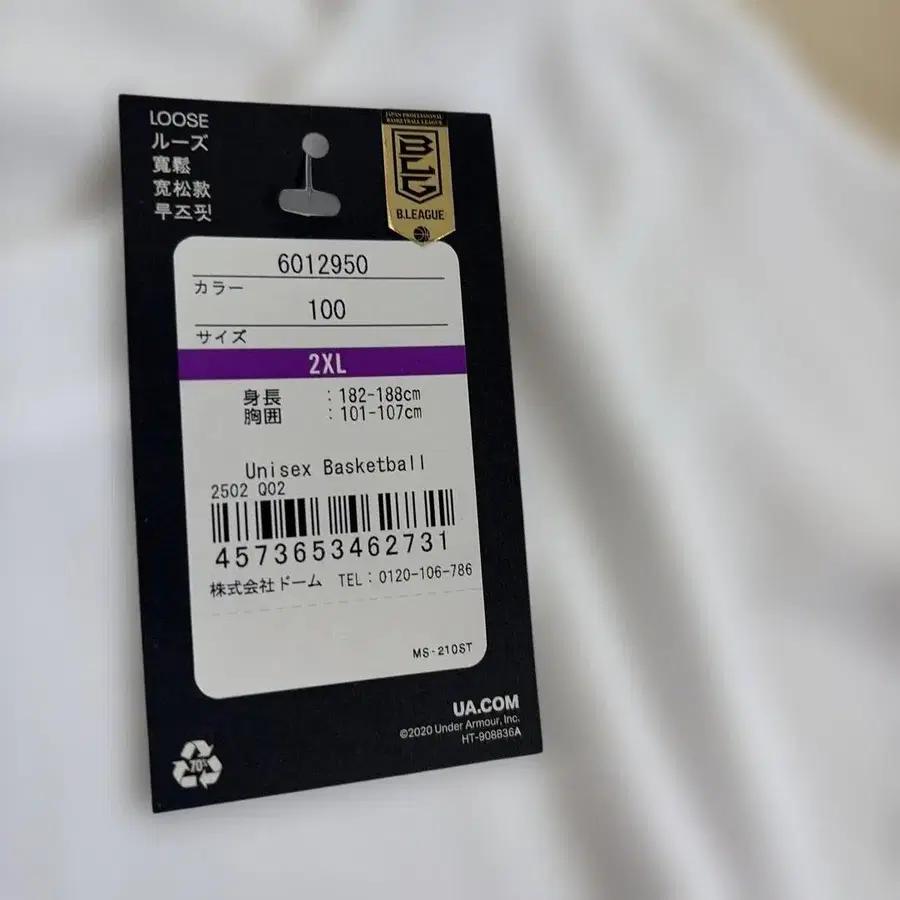 LOOSE
ルーズ
寬鬆
宽松款
루즈핏
JAPAN PROFESSIONAL
BASKETBALL LEAGUE
B.LEAGUE
6012950
カラー
100
サイズ
2XL
身長 : 182-188cm
胸囲 : 101-107cm
Unisex Basketball
2502 Q02
4573653462731
株式会社ドーム TEL : 0120-106-786
MS-210ST
UA.COM
©2020 Under Armour, Inc.
HT-908836A
70%